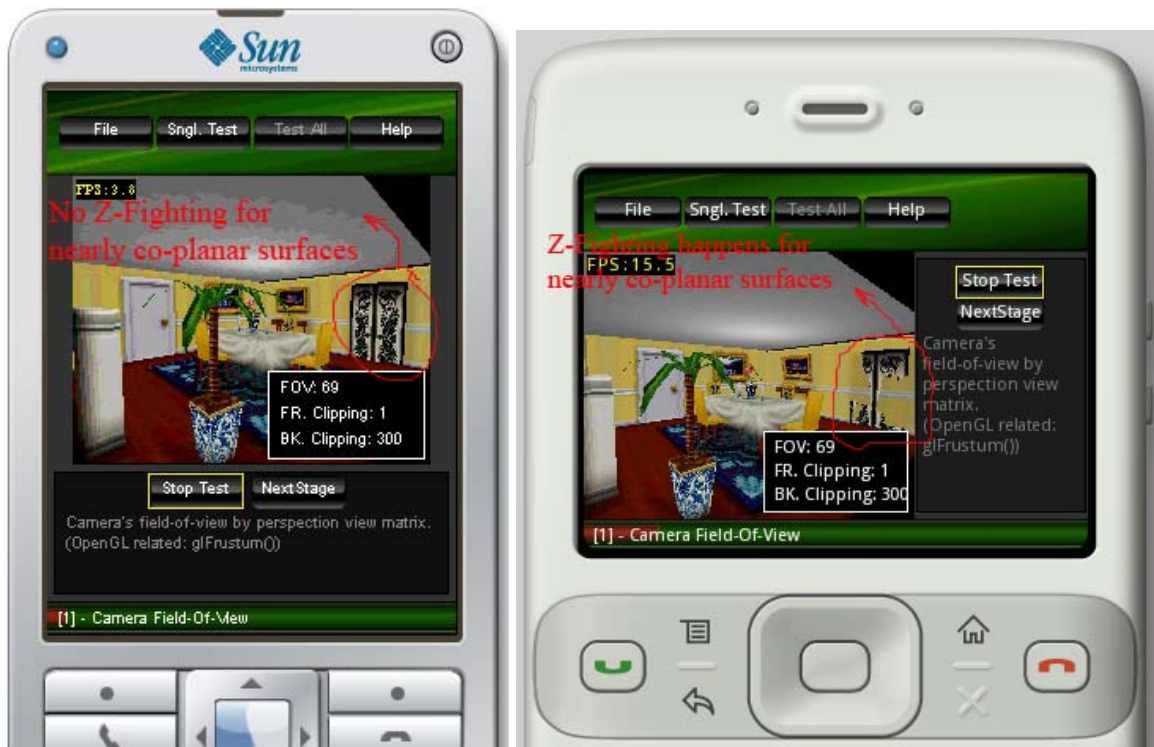 Sun
microsystems
File Sngl. Test Test All Help
FPS:3.8
No Z-Fighting for
nearly co-planar surfaces
FOV: 69
FR. Clipping: 1
BK. Clipping: 300
Stop Test NextStage
Camera's field-of-view by perspection view matrix.
(OpenGL related: glFrustum())
[1] - Camera Field-Of-View
File Sngl. Test Test All Help
Z-Fighting happens for
FPS:15.5
nearly co-planar surfaces
Stop Test
NextStage
Camera's
field-of-view by
perspection view
matrix.
(OpenGL related:
glFrustum())
FOV: 69
FR. Clipping: 1
BK. Clipping: 300
[1] - Camera Field-Of-View